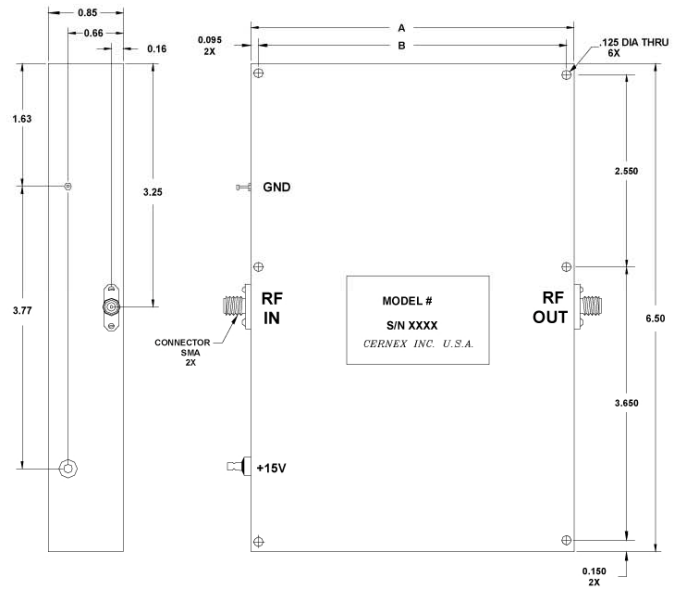 0.85
0.66
0.16
1.63
3.25
3.77
0.095
2X
A
B
.125 DIA THRU
6X
GND
2.550
RF
IN
CONNECTOR
SMA
2X
MODEL #
S/N XXXX
CERNEX INC. U.S.A.
RF
OUT
6.50
3.650
+15V
0.150
2X